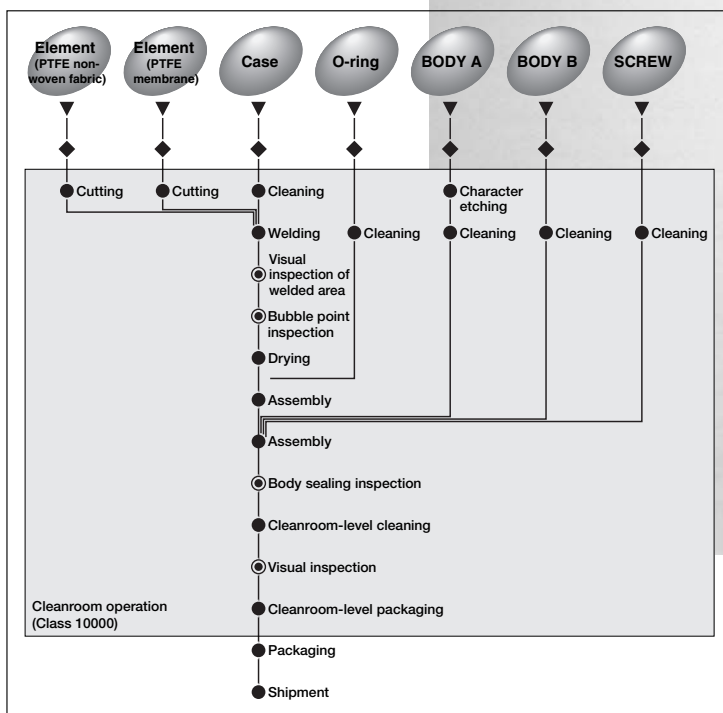 Element
(PTFE non-
woven fabric)
Element
(PTFE
membrane)
Case
O-ring
BODY A
BODY B
SCREW
Cutting
Cutting
Cleaning
Character
etching
Welding
Cleaning
Cleaning
Cleaning
Cleaning
Visual
inspection of
welded area
Bubble point
inspection
Drying
Assembly
Assembly
Body sealing inspection
Cleanroom-level cleaning
Visual inspection
Cleanroom operation
(Class 10000)
Cleanroom-level packaging
Packaging
Shipment